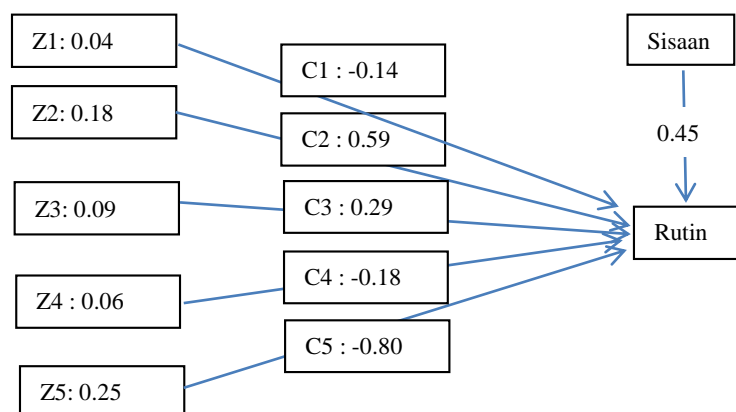 Z1: 0.04
Z2: 0.18
Z3: 0.09
Z4: 0.06
Z5: 0.25
C1 : -0.14
C2 : 0.59
C3 : 0.29
C4 : -0.18
C5 : -0.80
Sisaan
0.45
Rutin